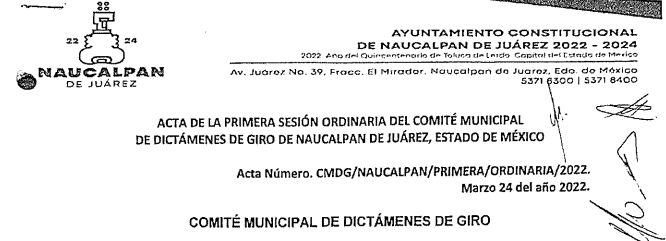 22 24
NAUCALPAN
DE JUÁREZ
AYUNTAMIENTO CONSTITUCIONAL
DE NAUCALPAN DE JUÁREZ 2022 - 2024
2022. Año del Quincentenario de Toluca de Lerdo, Capital del Estado de México
Av. Juárez No. 39, Fracc. El Mirador, Naucalpan de Juárez, Edo. de México
5371 8300 | 5371 8400
ACTA DE LA PRIMERA SESIÓN ORDINARIA DEL COMITÉ MUNICIPAL
DE DICTÁMENES DE GIRO DE NAUCALPAN DE JUÁREZ, ESTADO DE MÉXICO
Acta Número. CMDG/NAUCALPAN/PRIMERA/ORDINARIA/2022.
Marzo 24 del año 2022.
COMITÉ MUNICIPAL DE DICTÁMENES DE GIRO